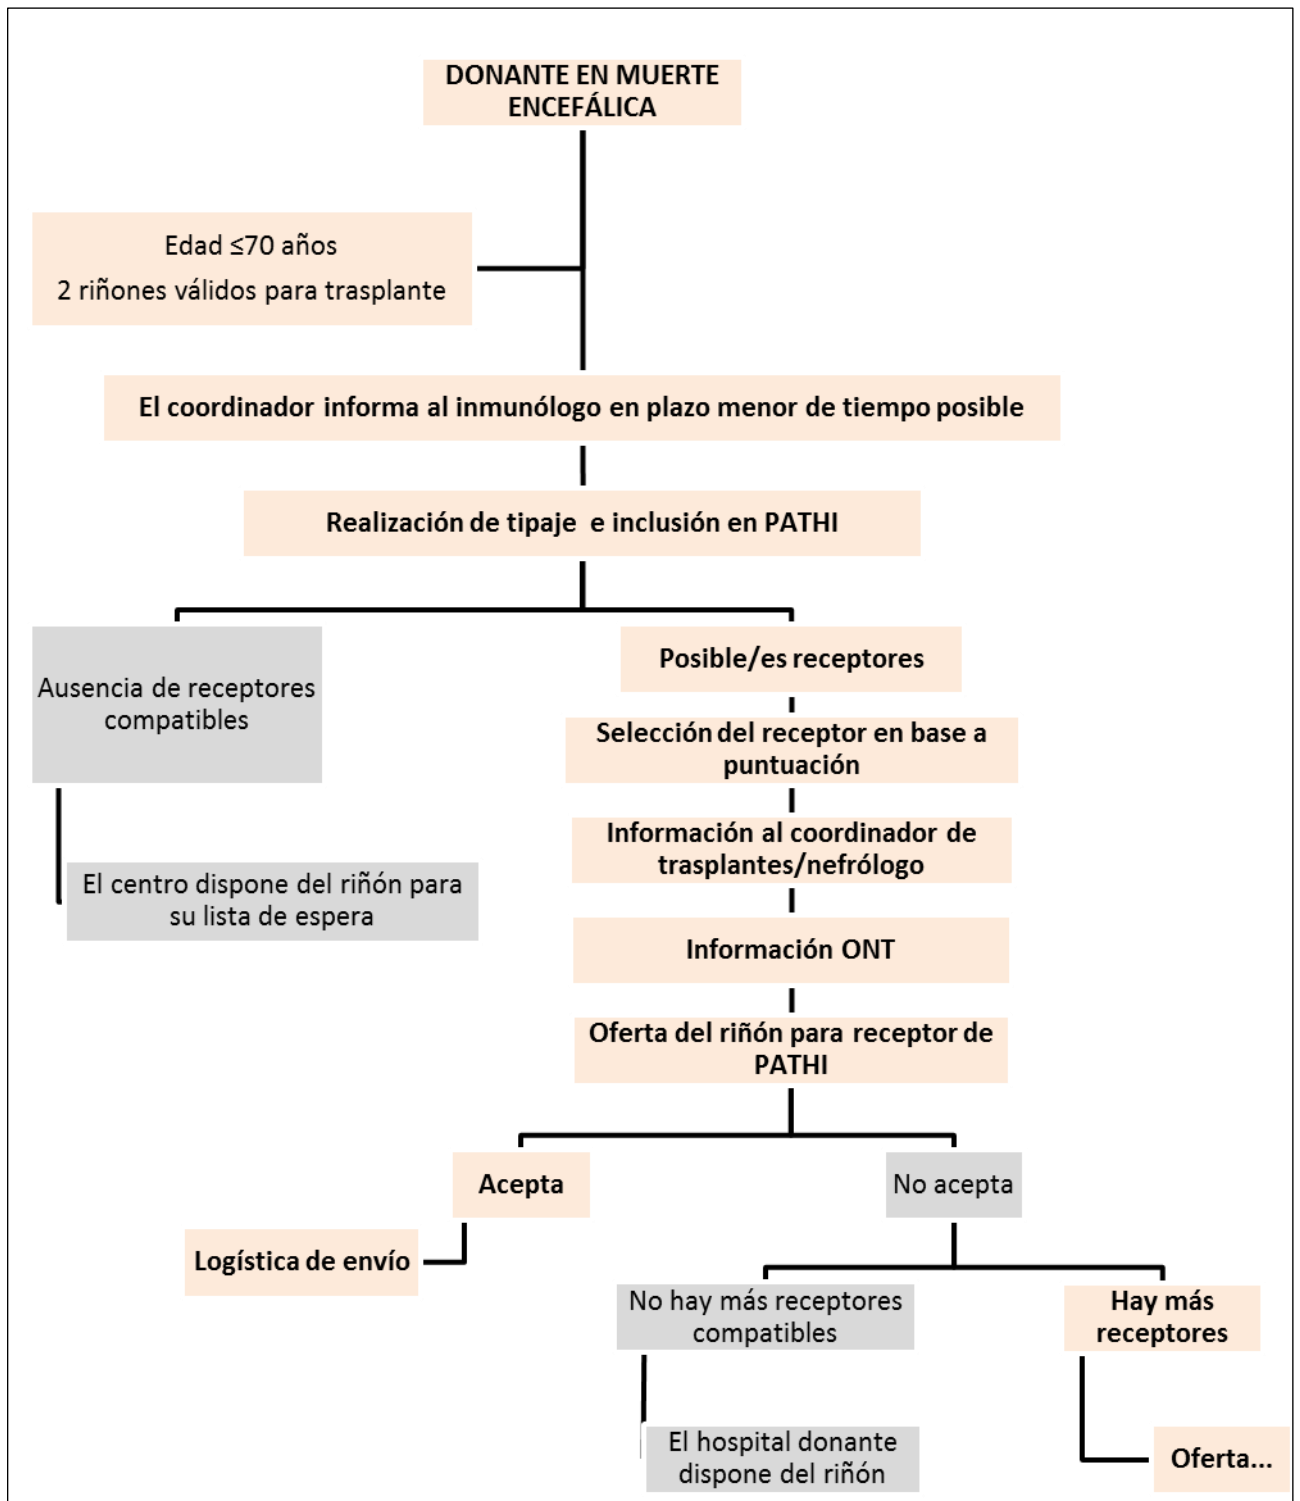 DONANTE EN MUERTE
ENCEFÁLICA
Edad ≤70 años
2 riñones válidos para trasplante
El coordinador informa al inmunólogo en plazo menor de tiempo posible
Realización de tipaje e inclusión en PATHI
Ausencia de receptores
compatibles
El centro dispone del riñón para
su lista de espera
Posible/es receptores
Selección del receptor en base a
puntuación
Información al coordinador de
trasplantes/nefrólogo
Información ONT
Oferta del riñón para receptor de
PATHI
Acepta
Logística de envío
No acepta
No hay más receptores
compatibles
El hospital donante
dispone del riñón
Hay más
receptores
Oferta...